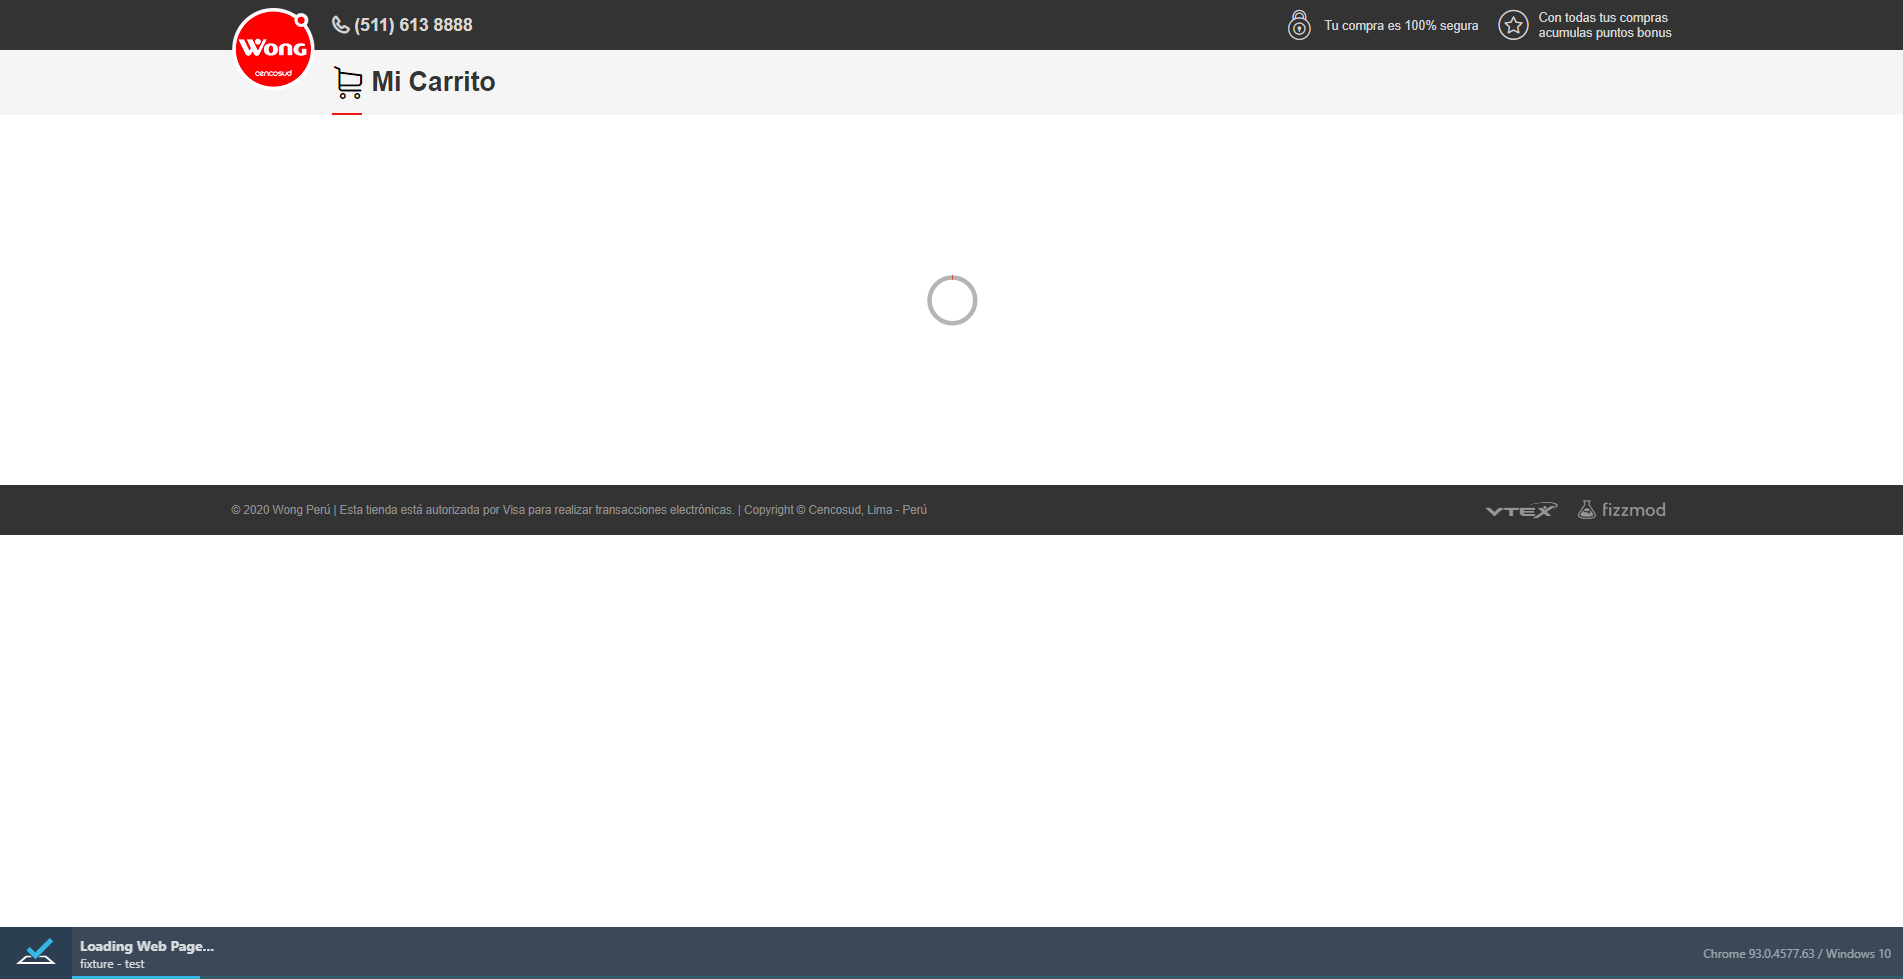 Wong
cencosud
(511) 613 8888
Tu compra es 100% segura
Con todas tus compras
acumulas puntos bonus
Mi Carrito
© 2020 Wong Perú | Esta tienda está autorizada por Visa para realizar transacciones electrónicas. | Copyright © Cencosud, Lima - Perú
VTEX
fizzmod
Loading Web Page...
fixture - test
Chrome 93.0.4577.63 / Windows 10